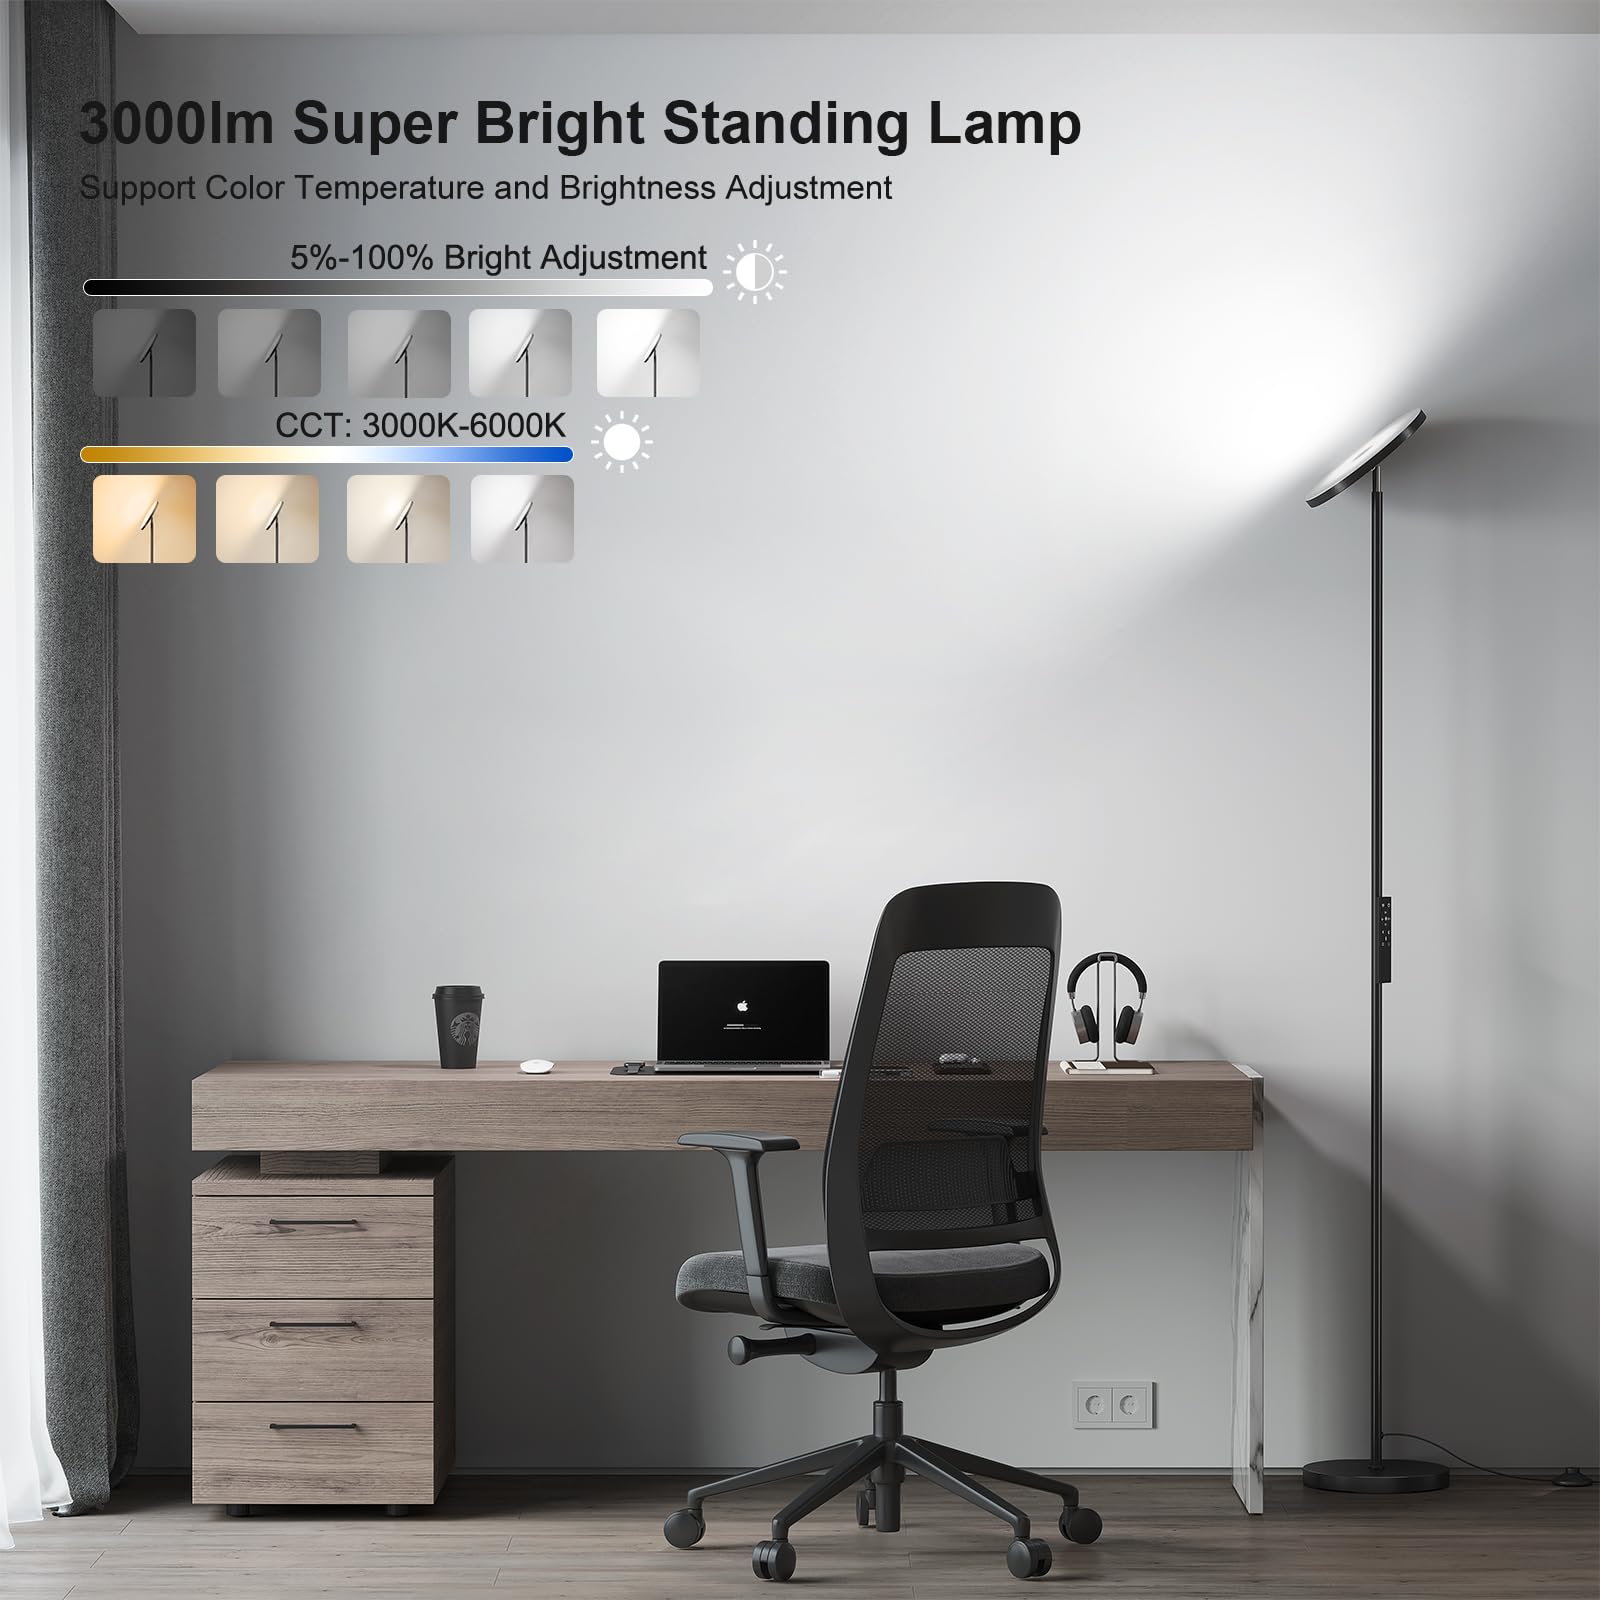 3000lm Super Bright Standing Lamp
Support Color Temperature and Brightness Adjustment
5%-100% Bright Adjustment
CCT: 3000K-6000K